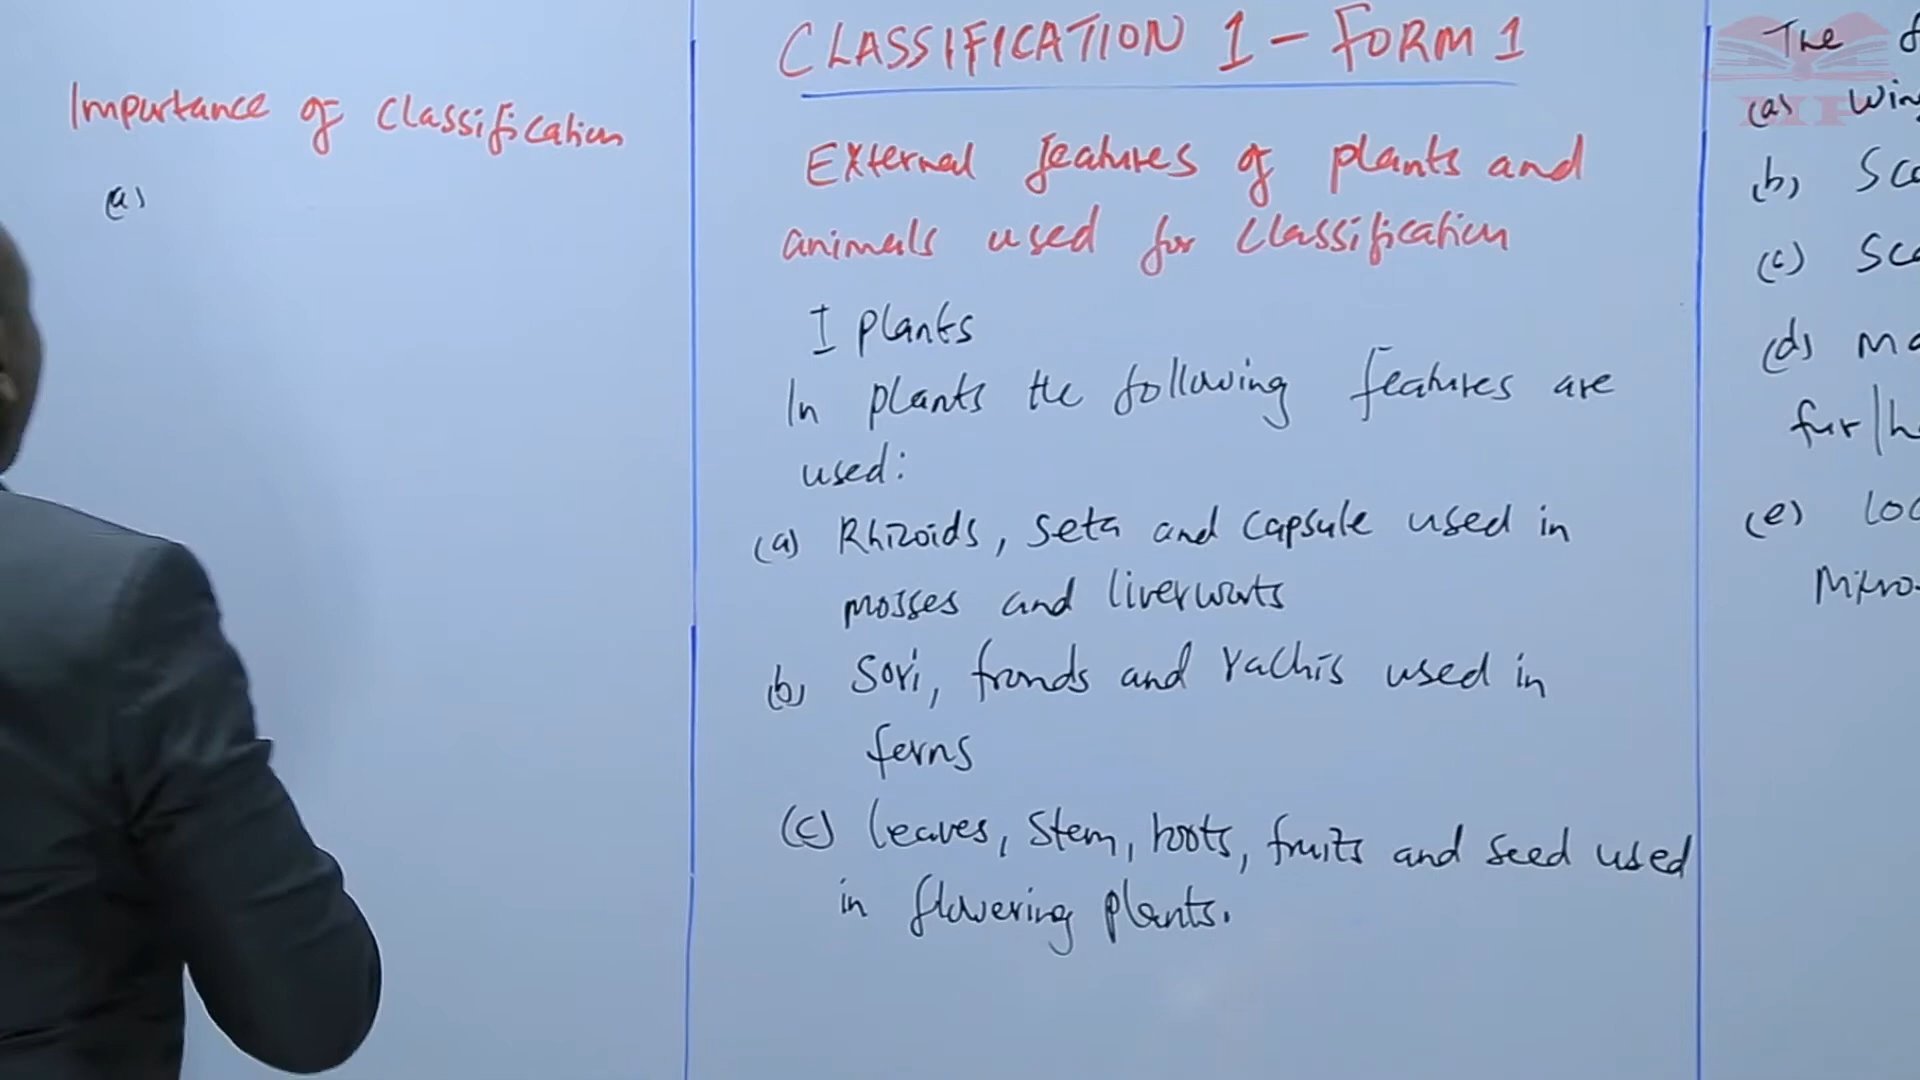 Importance of Classification
(a)
CLASSIFICATION 1 - FORM 1
External features of plants and
animals used for Classification
I plants
In plants the following features are
used:
(a) Rhizoids, seta and capsule used in
mosses and liverworts
(b) Sori, fronds and rachis used in
ferns
(c) leaves, stem, roots, fruits and seed used
in flowering plants.
The
(a)
(b)
(c)
(d)
fur/
(e)